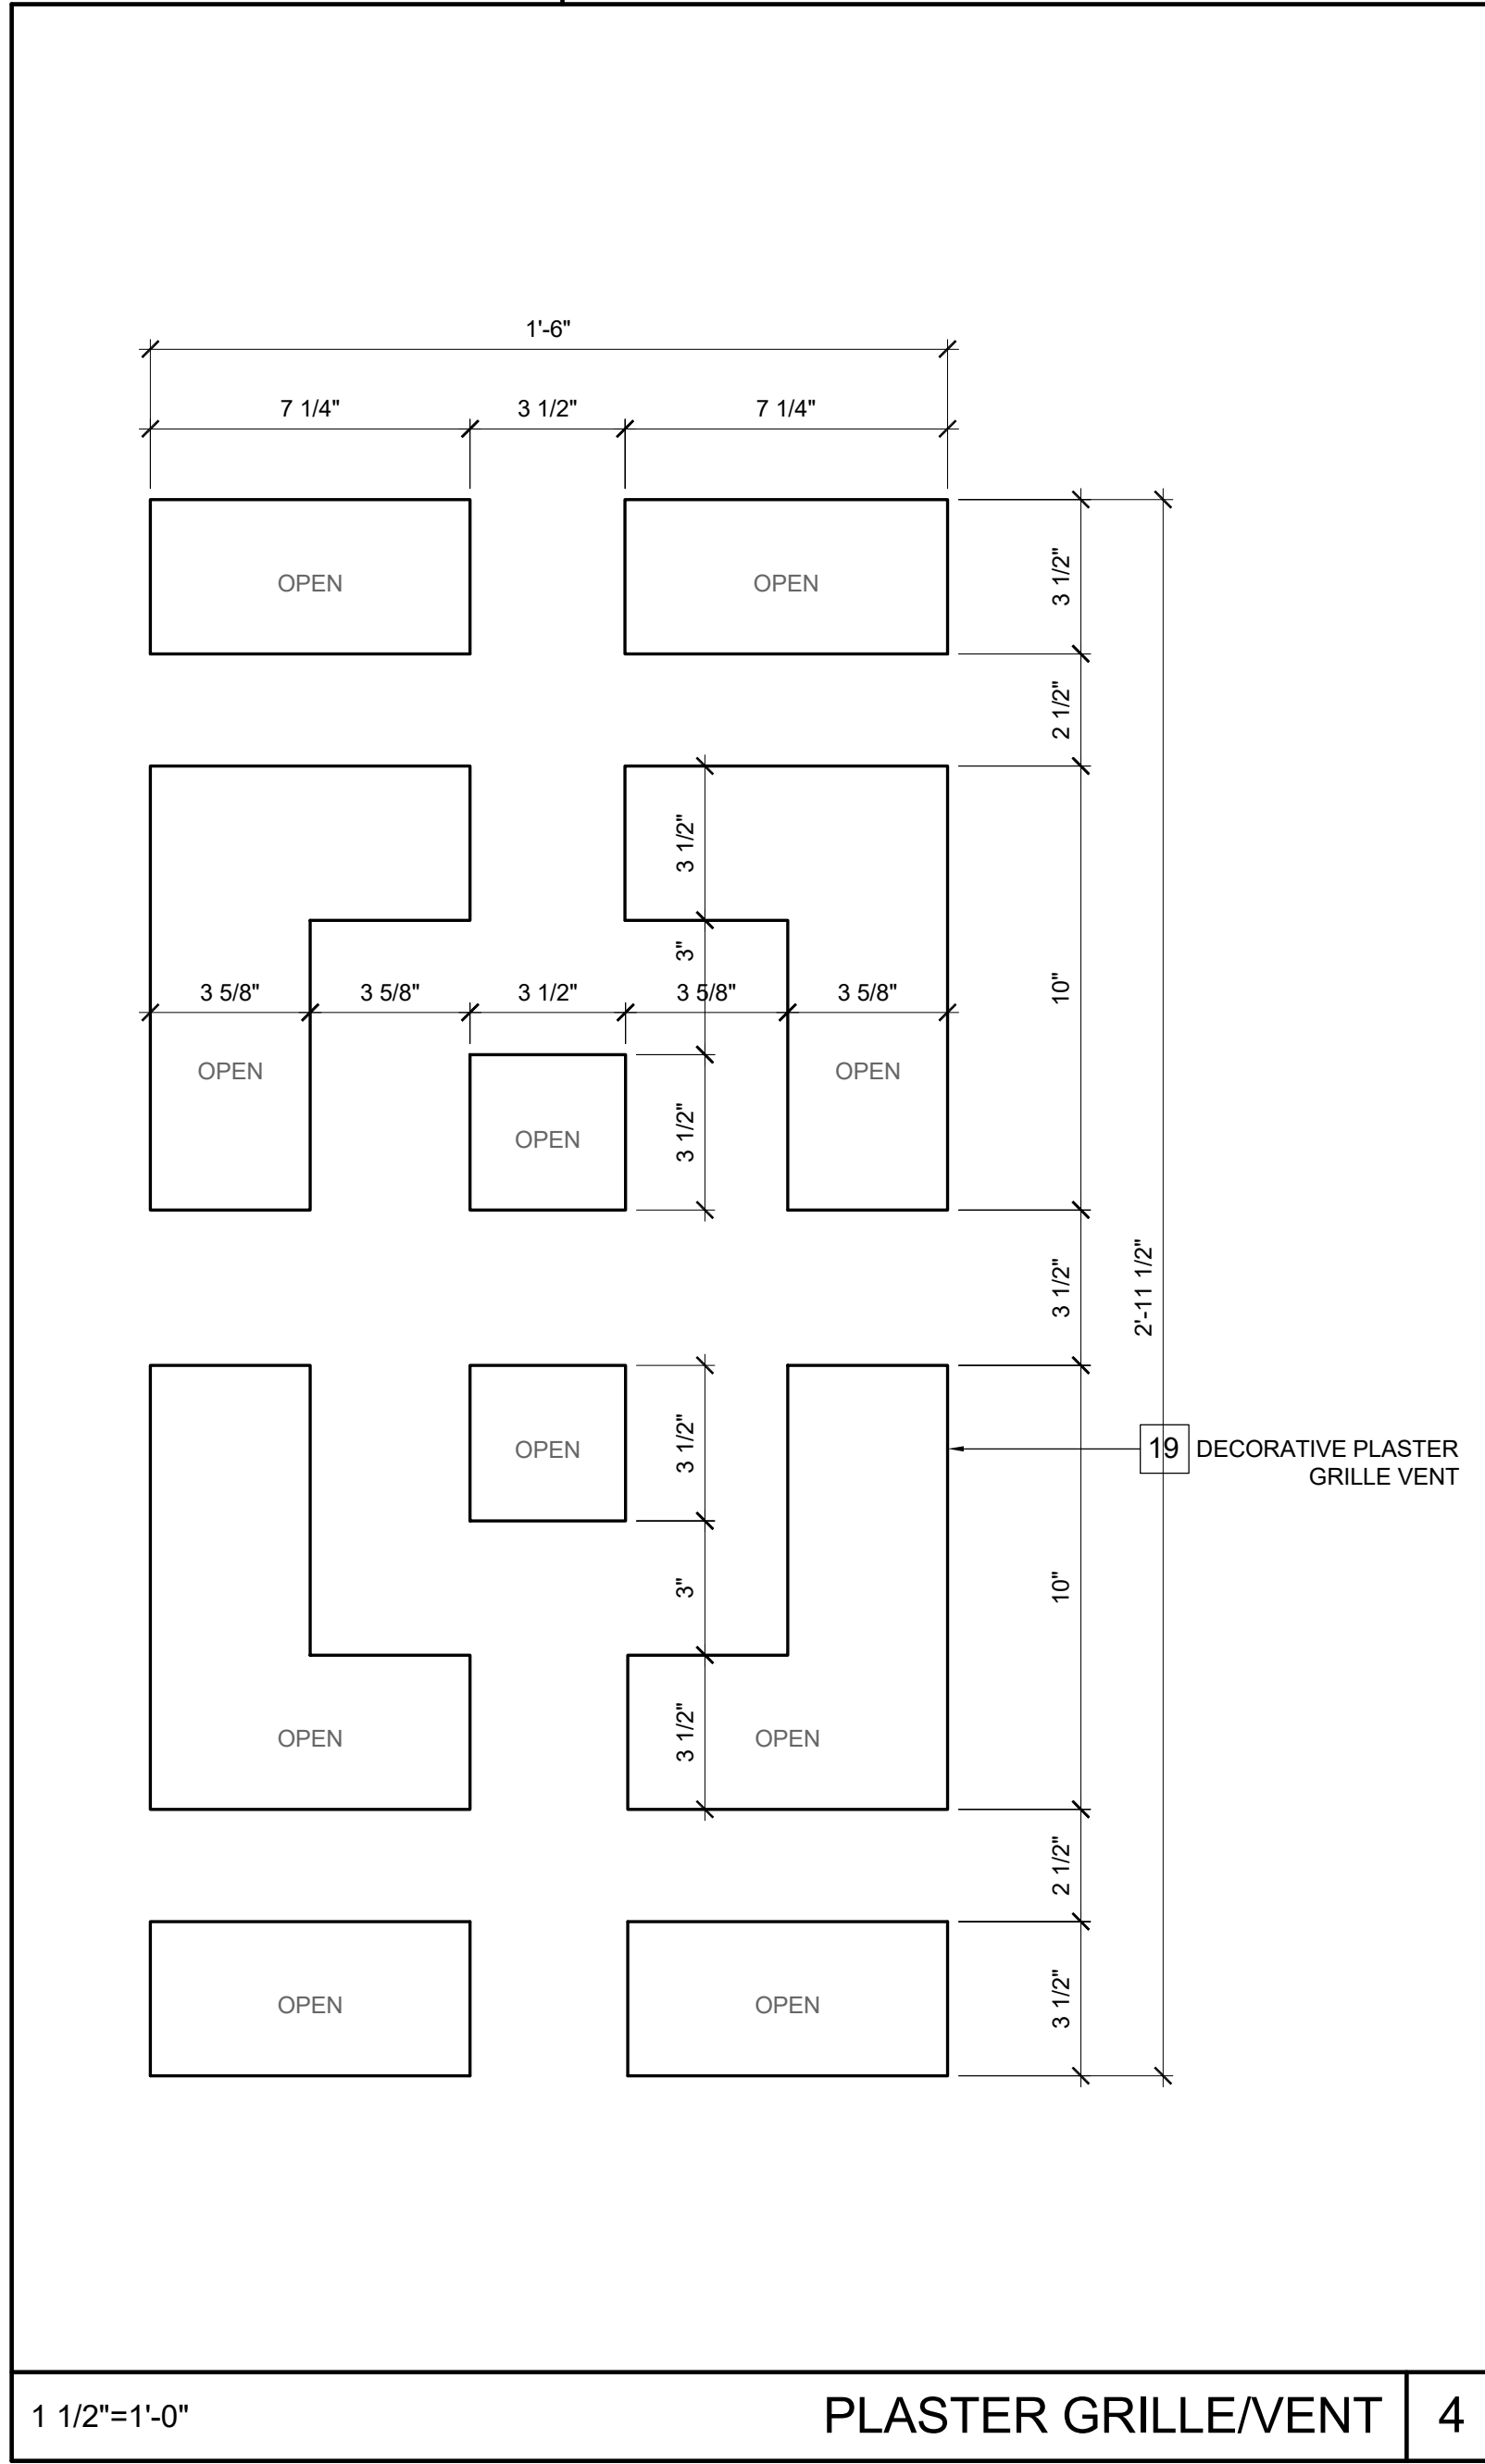 1'-6"
7 1/4" 3 1/2" 7 1/4"
OPEN OPEN
3 1/2"
2 1/2"
3 1/2"
3"
10"
3 5/8" 3 5/8" 3 1/2" 3 5/8" 3 5/8"
OPEN OPEN
OPEN
3 1/2"
3 1/2"
2'-11 1/2"
OPEN
3 1/2"
19 DECORATIVE PLASTER
GRILLE VENT
3"
10"
OPEN OPEN
3 1/2"
2 1/2"
OPEN OPEN
3 1/2"
1 1/2"=1'-0" PLASTER GRILLE/VENT 4